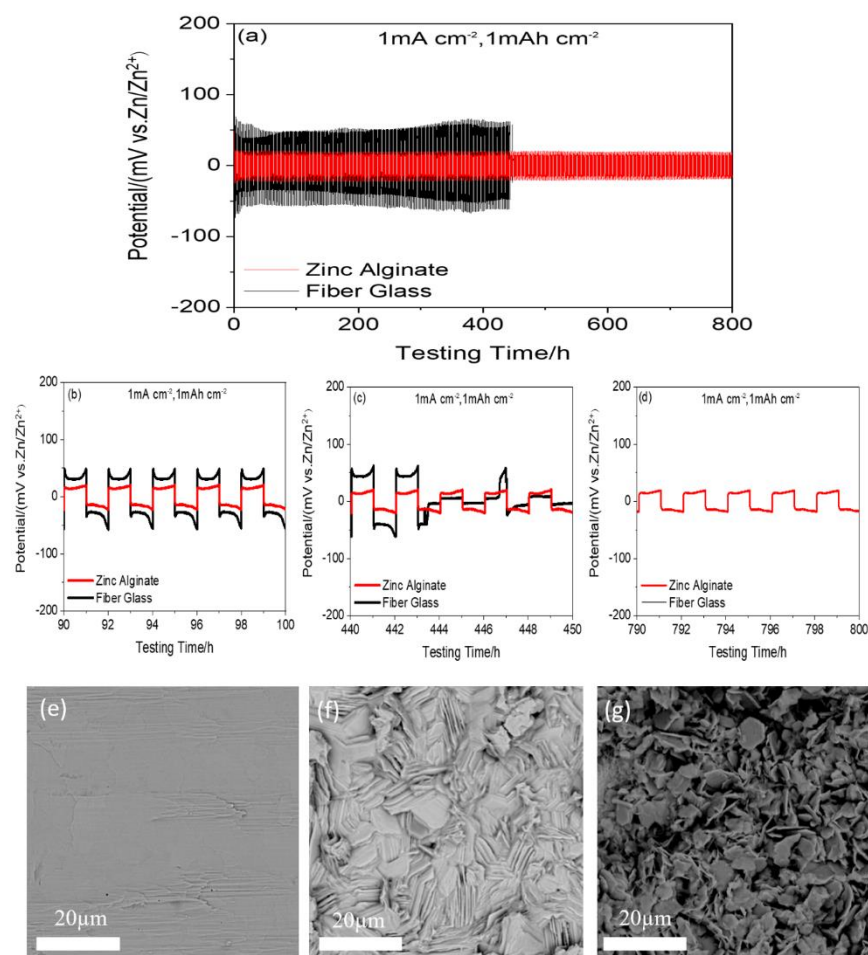 (a)
1mA cm⁻²,1mAh cm⁻²
Potential/(mV vs.Zn/Zn²⁺)
200
100
0
-100
-200
Zinc Alginate
Fiber Glass
0
200
400
600
800
Testing Time/h
(b)
1mA cm⁻²,1mAh cm⁻²
Potential/(mV vs.Zn/Zn²⁺)
200
100
0
-100
-200
Zinc Alginate
Fiber Glass
90
92
94
96
98
100
Testing Time/h
(c)
1mA cm⁻²,1mAh cm⁻²
Potential/(mV vs.Zn/Zn²⁺)
200
100
0
-100
-200
Zinc Alginate
Fiber Glass
440
442
444
446
448
450
Testing Time/h
(d)
1mA cm⁻²,1mAh cm⁻²
Potential/(mV vs.Zn/Zn²⁺)
200
100
0
-100
-200
Zinc Alginate
Fiber Glass
790
792
794
796
798
800
Testing Time/h
(e)
20μm
(f)
20μm
(g)
20μm